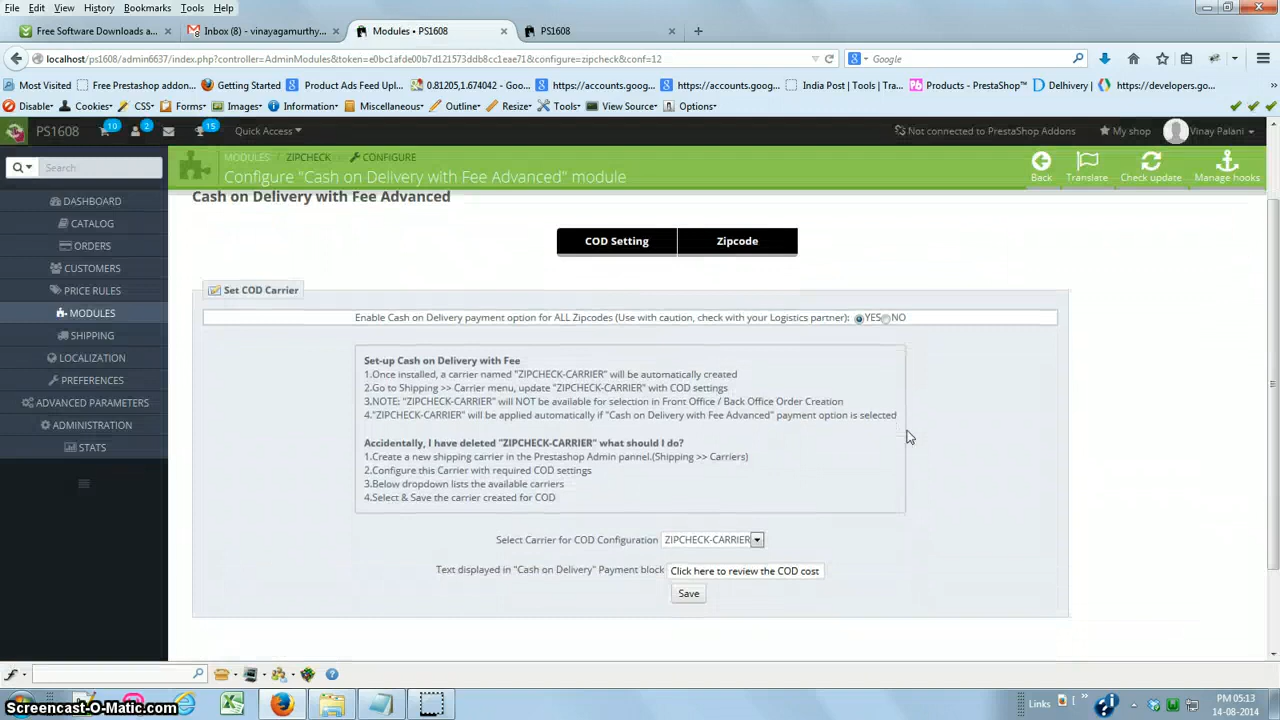 File Edit View History Bookmarks Tools Help
Free Software Downloads a... × Inbox (8) - vinayagamurthy... × Modules • PS1608 × PS1608 × +
localhost/ps1608/admin6637/index.php?controller=AdminModules&token=e0bc1afde00b7d121573ddb8cc1eae71&configure=zipcheck&conf=12 Google
Most Visited Free Prestashop addon... Getting Started Product Ads Feed Upl... 0.81205,1.674042 - Goo... https://accounts.goog... https://accounts.goog... India Post | Tools | Tra... Products - PrestaShop™ Delhivery | https://developers.go...
Disable Cookies CSS Forms Images Information Miscellaneous Outline Resize Tools View Source Options
PS1608 10 2 15 Quick Access Not connected to PrestaShop Addons My shop Vinay Palani
Search
MODULES / ZIPCHECK / CONFIGURE
Configure "Cash on Delivery with Fee Advanced" module
Back Translate Check update Manage hooks
DASHBOARD
CATALOG
ORDERS
CUSTOMERS
PRICE RULES
MODULES
SHIPPING
LOCALIZATION
PREFERENCES
ADVANCED PARAMETERS
ADMINISTRATION
STATS
Cash on Delivery with Fee Advanced
COD Setting Zipcode
Set COD Carrier
Enable Cash on Delivery payment option for ALL Zipcodes (Use with caution, check with your Logistics partner): YES NO
Set-up Cash on Delivery with Fee
1.Once installed, a carrier named "ZIPCHECK-CARRIER" will be automatically created
2.Go to Shipping >> Carrier menu, update "ZIPCHECK-CARRIER" with COD settings
3.NOTE: "ZIPCHECK-CARRIER" will NOT be available for selection in Front Office / Back Office Order Creation
4."ZIPCHECK-CARRIER" will be applied automatically if "Cash on Delivery with Fee Advanced" payment option is selected
Accidentally, I have deleted "ZIPCHECK-CARRIER" what should I do?
1.Create a new shipping carrier in the Prestashop Admin pannel.(Shipping >> Carriers)
2.Configure this Carrier with required COD settings
3.Below dropdown lists the available carriers
4.Select & Save the carrier created for COD
Select Carrier for COD Configuration ZIPCHECK-CARRIER
Text displayed in "Cash on Delivery" Payment block Click here to review the COD cost
Save
Screencast-O-Matic.com
Links
PM 05:13
14-08-2014